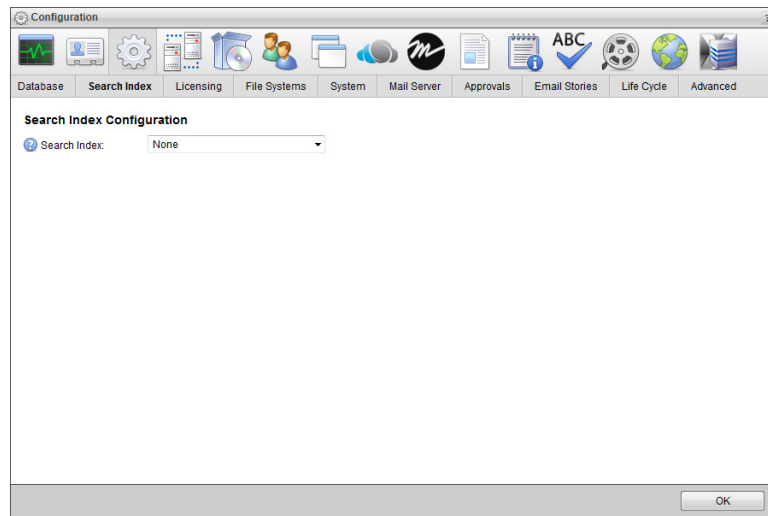 Configuration
ABC
Database Search Index Licensing File Systems System Mail Server Approvals Email Stories Life Cycle Advanced
Search Index Configuration
Search Index: None
OK